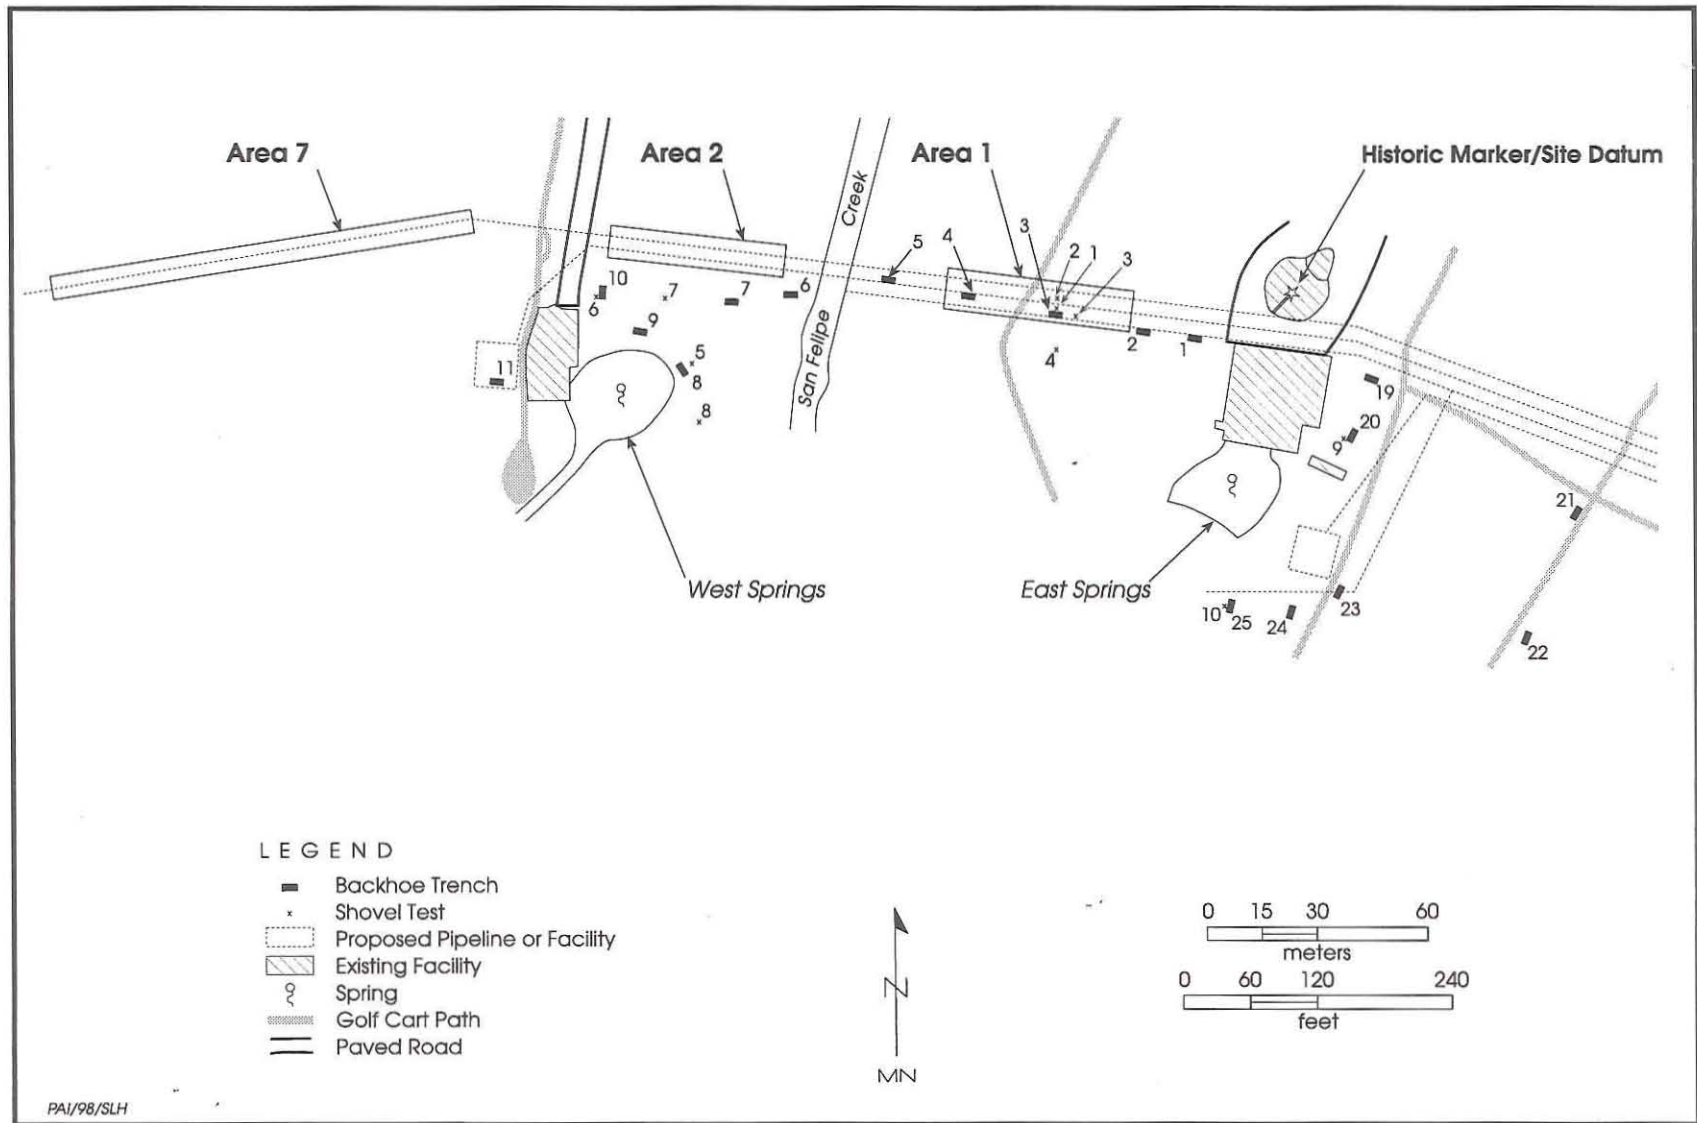 Area 7
Area 2
Area 1
Historic Marker/Site Datum
San Felipe Creek
5
4
3
2
1
3
10
6
7
7
6
9
11
5
8
8
4
2
1
19
20
9
21
West Springs
East Springs
10
25
24
23
22
LEGEND
Backhoe Trench
Shovel Test
Proposed Pipeline or Facility
Existing Facility
Spring
Golf Cart Path
Paved Road
N
MN
0 15 30 60
meters
0 60 120 240
feet
PAI/98/SLH